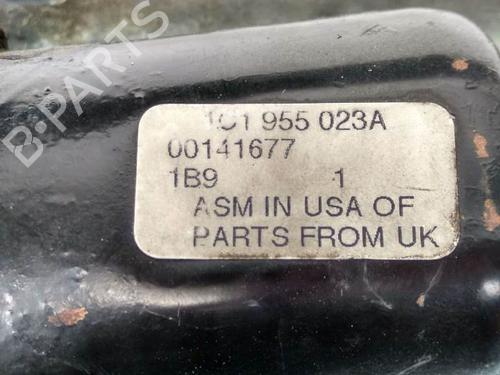 B-PARTS
1C1 955 023A
00141677
1B9 1
ASM IN USA OF
PARTS FROM UK